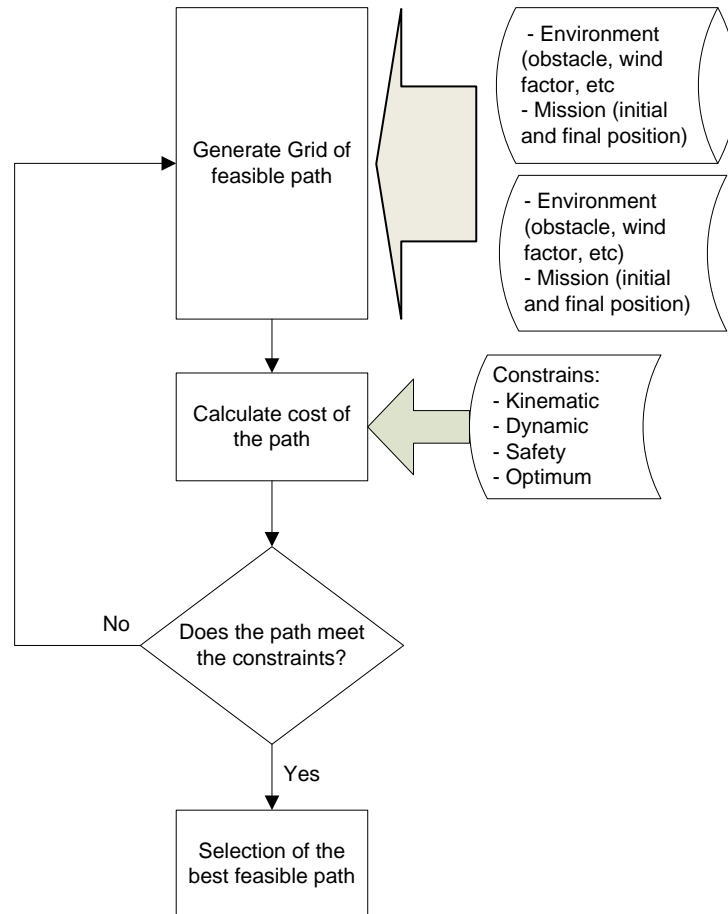 - Environment
(obstacle, wind
factor, etc
- Mission (initial
and final position)
Generate Grid of
feasible path
- Environment
(obstacle, wind
factor, etc)
- Mission (initial
and final position)
Constrains:
- Kinematic
- Dynamic
- Safety
- Optimum
Calculate cost of
the path
No
Does the path meet
the constraints?
Yes
Selection of the
best feasible path